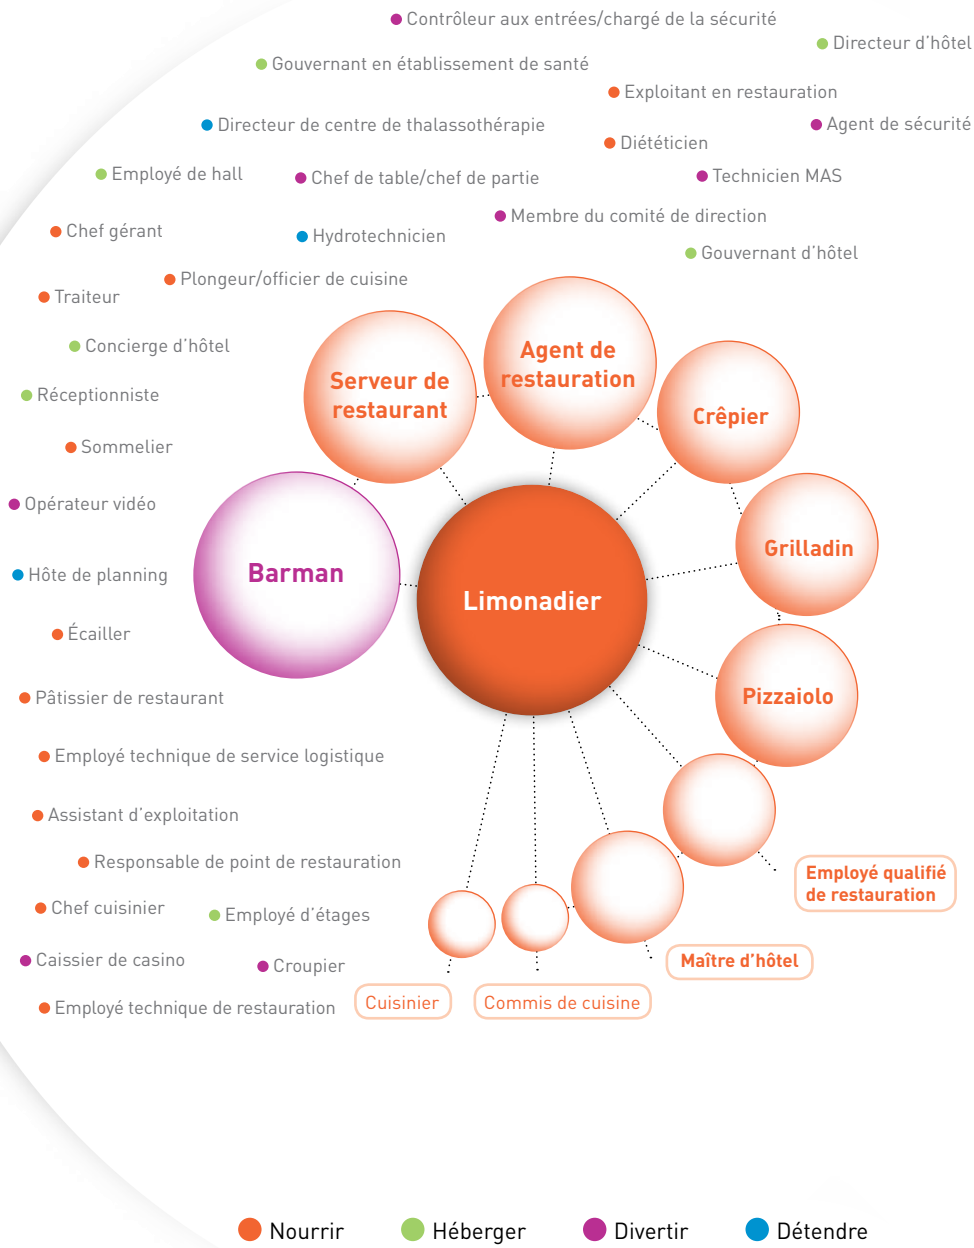 Contrôleur aux entrées/chargé de la sécurité
Directeur d'hôtel
Gouvernant en établissement de santé
Exploitant en restauration
Directeur de centre de thalassothérapie
Agent de sécurité
Diététicien
Employé de hall
Chef de table/chef de partie
Technicien MAS
Membre du comité de direction
Chef gérant
Hydrotechnicien
Gouvernant d'hôtel
Plongeur/officier de cuisine
Traiteur
Concierge d'hôtel
Agent de
restauration
Serveur de
restaurant
Crêpier
Réceptionniste
Sommelier
Opérateur vidéo
Grilladin
Barman
Hôte de planning
Limonadier
Écailler
Pâtissier de restaurant
Pizzaiolo
Employé technique de service logistique
Assistant d'exploitation
Responsable de point de restauration
Employé qualifié
de restauration
Chef cuisinier
Employé d'étages
Caissier de casino
Croupier
Maître d'hôtel
Employé technique de restauration
Cuisinier
Commis de cuisine
Nourrir
Héberger
Divertir
Détendre